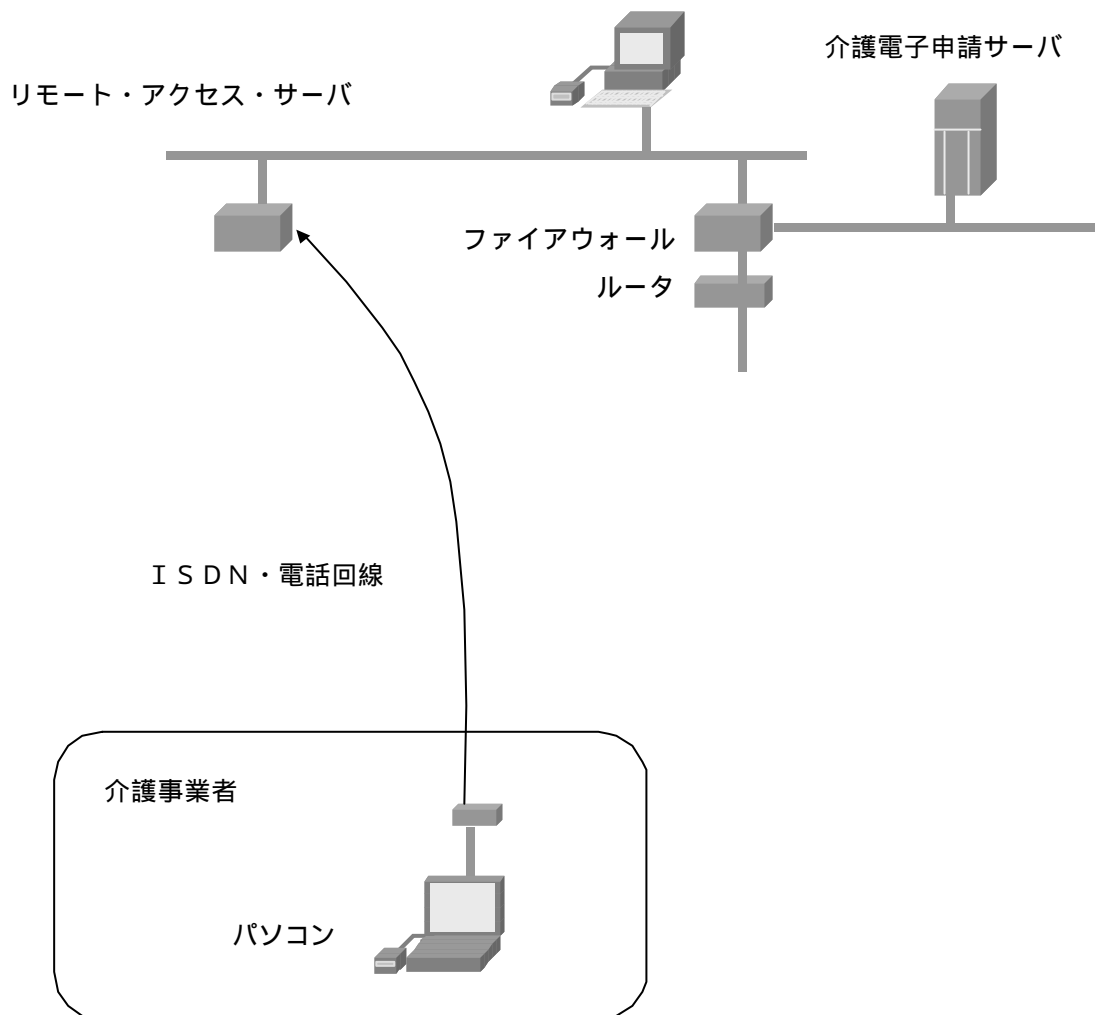 介護電子申請サーバ
リモート・アクセス・サーバ
ファイアウォール
ルータ
ＩＳＤＮ・電話回線
介護事業者
パソコン